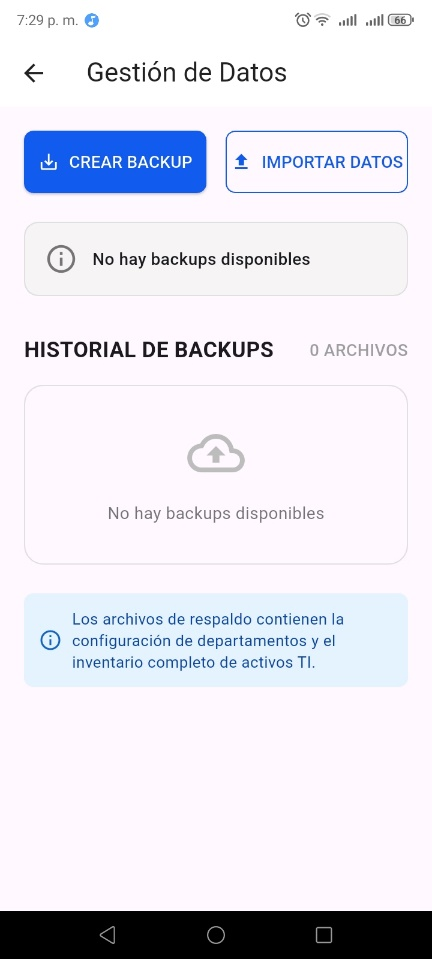 7:29 p. m.
66
Gestión de Datos
CREAR BACKUP
IMPORTAR DATOS
No hay backups disponibles
HISTORIAL DE BACKUPS
0 ARCHIVOS
No hay backups disponibles
Los archivos de respaldo contienen la
configuración de departamentos y el
inventario completo de activos TI.